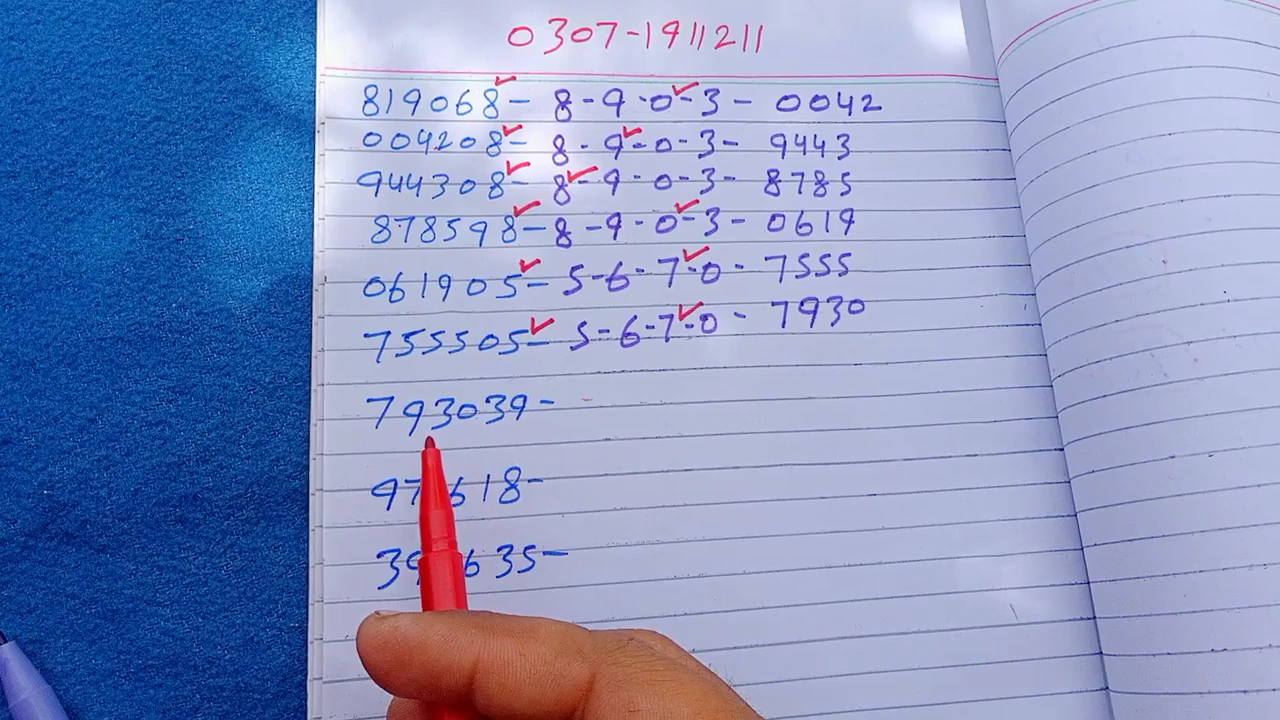 0307-1911211
819068- 8-9-0-3- 0042
004208- 8-9-0-3- 9443
944308- 8-9-0-3- 8785
878598- 8-9-0-3- 0619
061905- 5-6-7-0- 7555
755505- 5-6-7-0- 7930
793039-